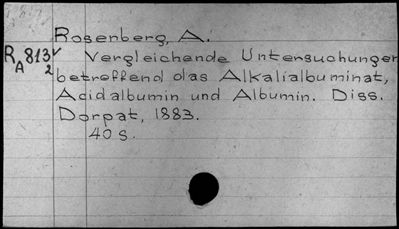 Rosenberg, A.
RA 813
2
Vergleichende Untersuchungen
betreffend das Alkalialbuminat,
Acidalbumin und Albumin. Diss.
Dorpat, 1883.
40 s.